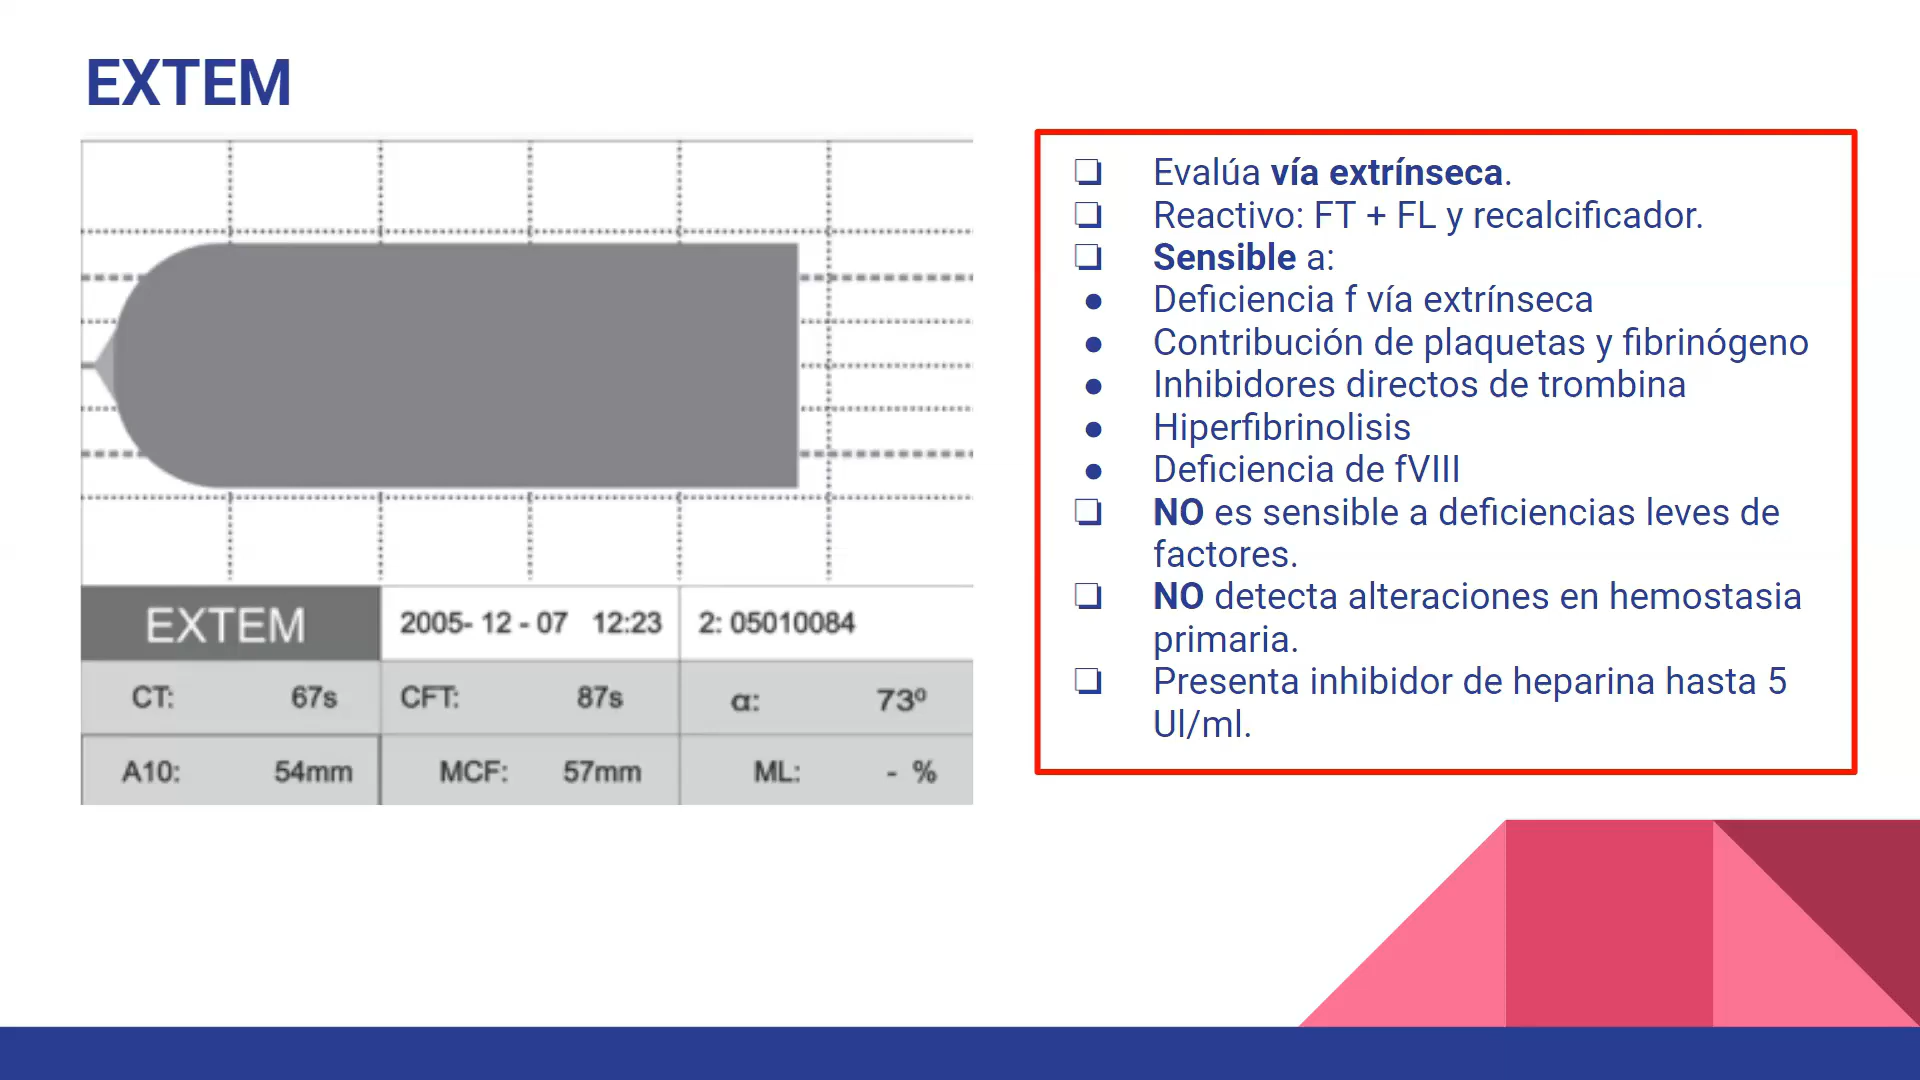 EXTEM
Evalúa vía extrínseca.
Reactivo: FT + FL y recalcificador.
Sensible a:
Deficiencia f vía extrínseca
Contribución de plaquetas y fibrinógeno
Inhibidores directos de trombina
Hiperfibrinolisis
Deficiencia de fVIII
NO es sensible a deficiencias leves de
factores.
NO detecta alteraciones en hemostasia
primaria.
Presenta inhibidor de heparina hasta 5
UI/ml.
EXTEM 2005- 12 - 07 12:23 2: 05010084
CT: 67s CFT: 87s α: 73º
A10: 54mm MCF: 57mm ML: - %